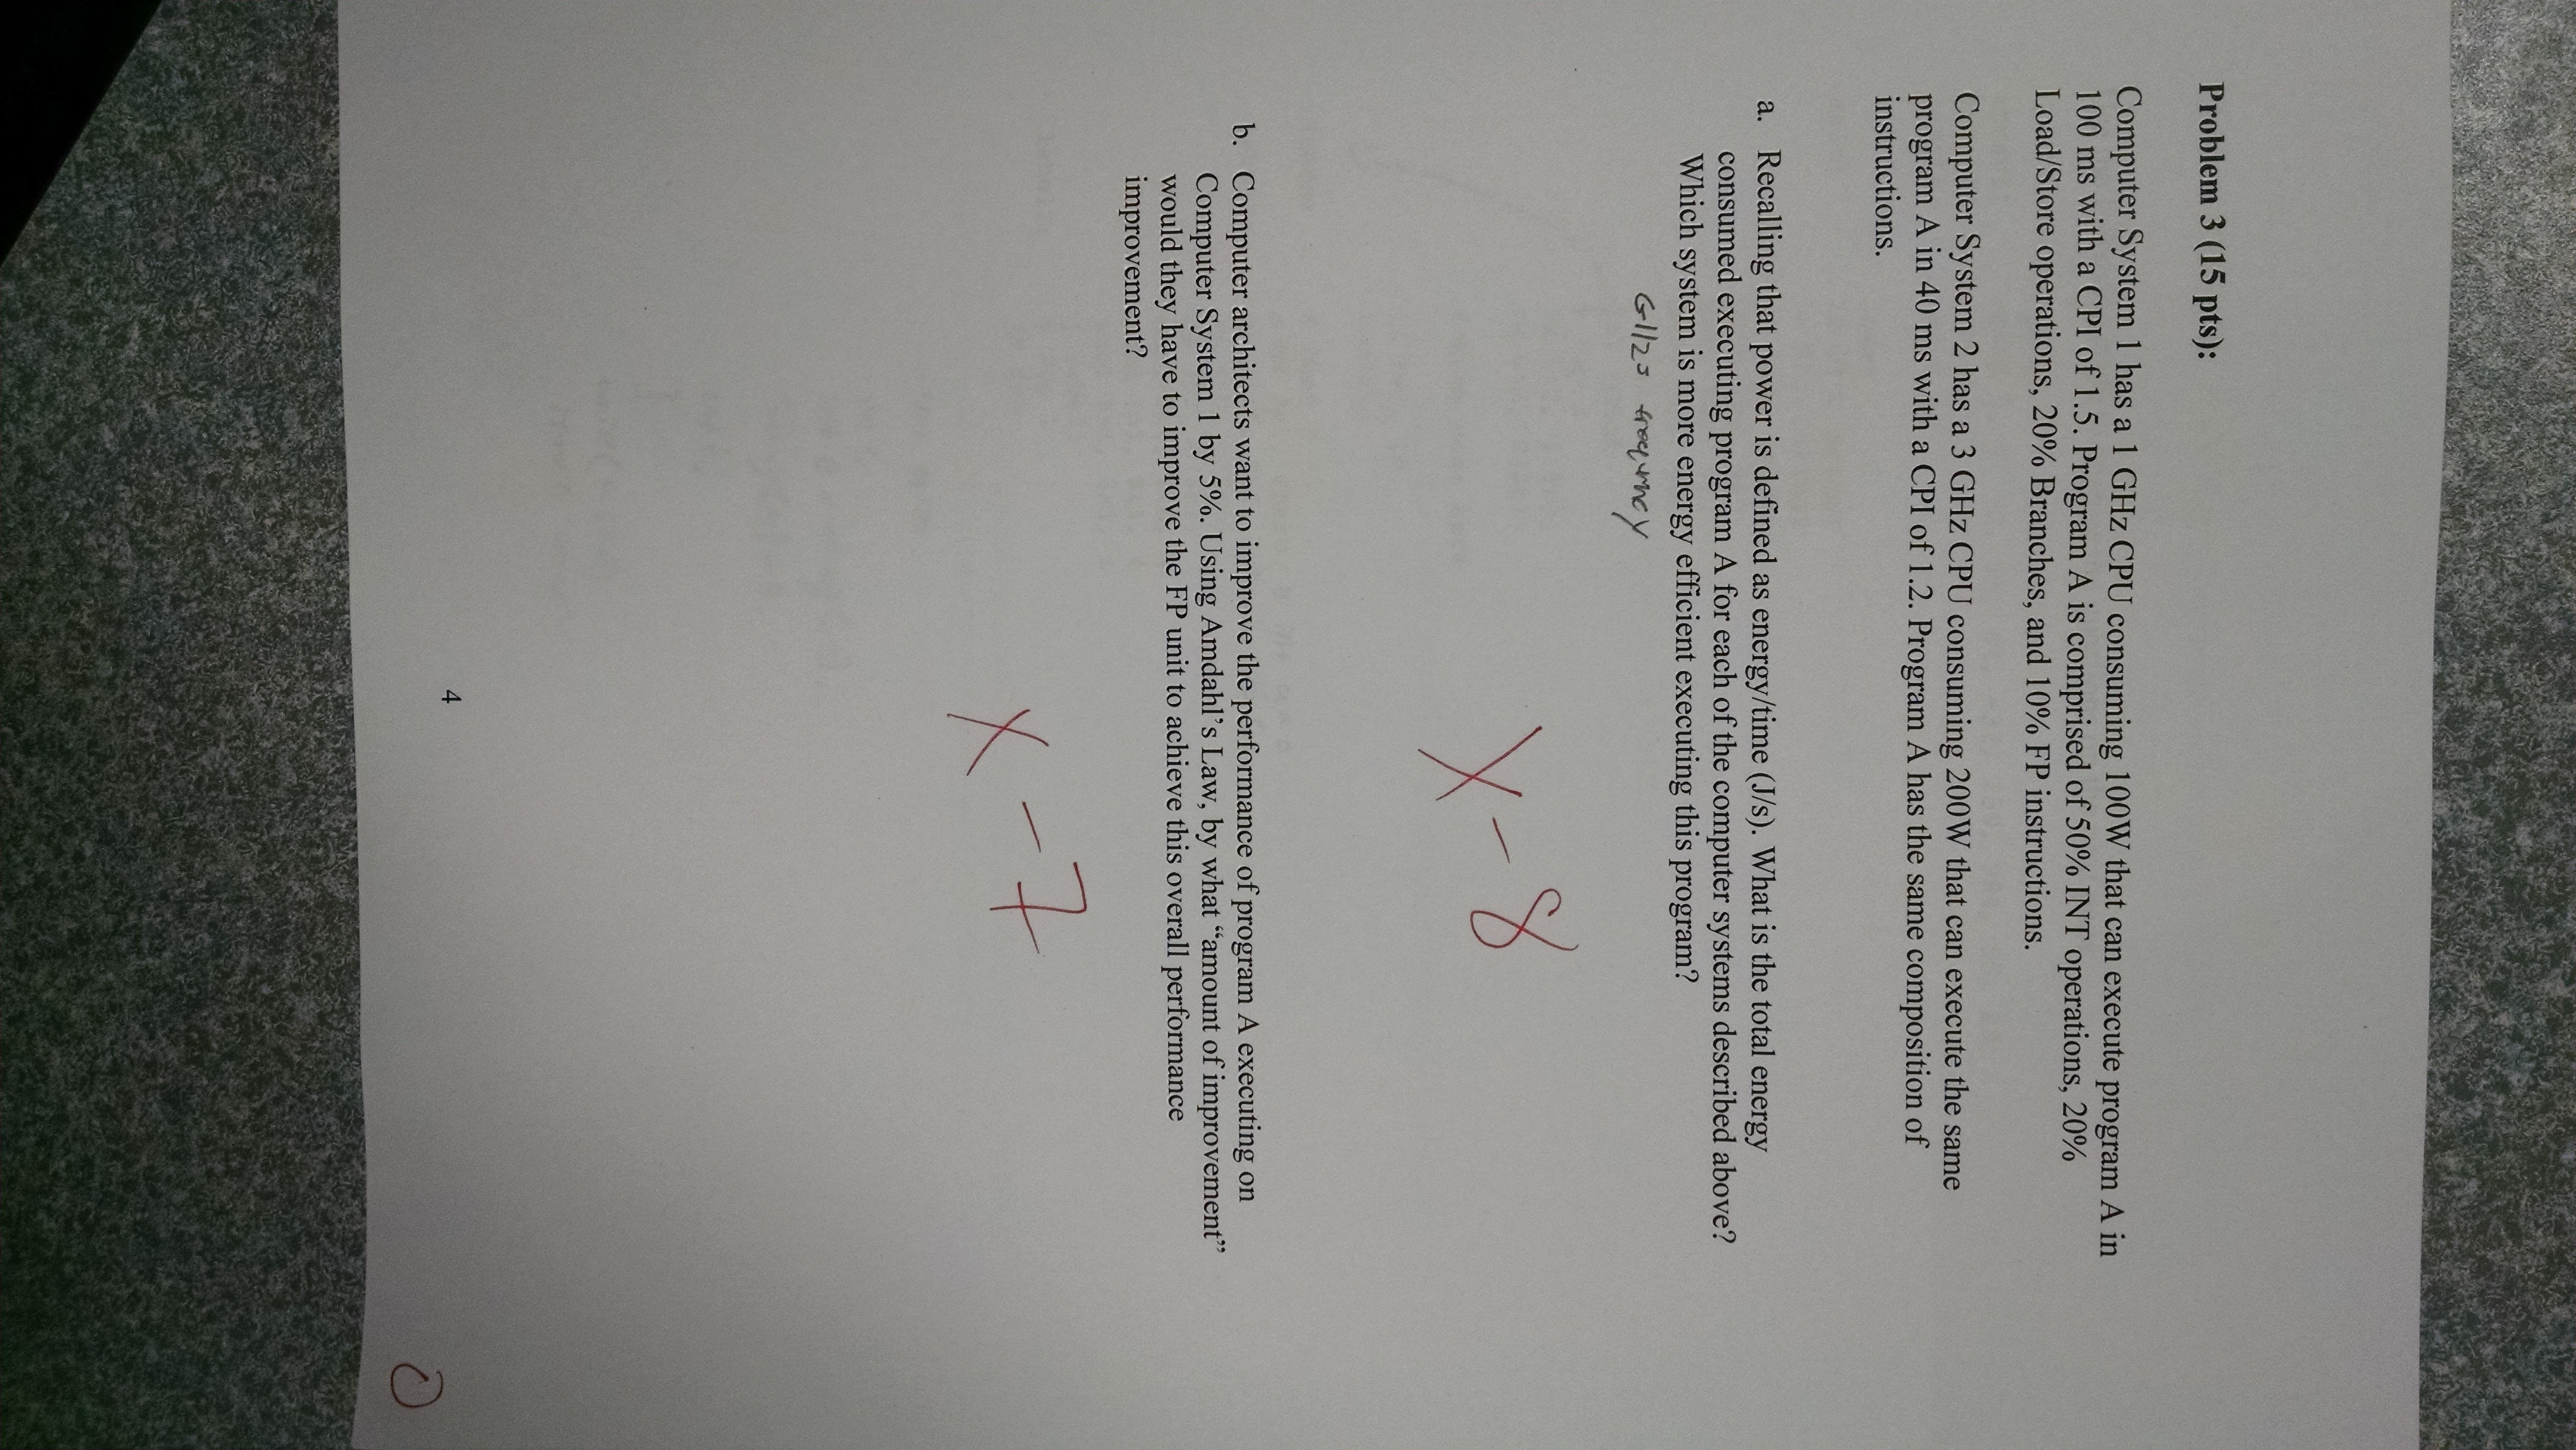 Problem 3 (15 pts):
Computer System 1 has a 1 GHz CPU consuming 100W that can execute program A in
100 ms with a CPI of 1.5. Program A is comprised of 50% INT operations, 20%
Load/Store operations, 20% Branches, and 10% FP instructions.
Computer System 2 has a 3 GHz CPU consuming 200W that can execute the same
program A in 40 ms with a CPI of 1.2. Program A has the same composition of
instructions.
a. Recalling that power is defined as energy/time (J/s). What is the total energy
consumed executing program A for each of the computer systems described above?
Which system is more energy efficient executing this program?
X - 8
b. Computer architects want to improve the performance of program A executing on
Computer System 1 by 5%. Using Amdahl’s Law, by what “amount of improvement”
would they have to improve the FP unit to achieve this overall performance
improvement?
X - 7
4
0